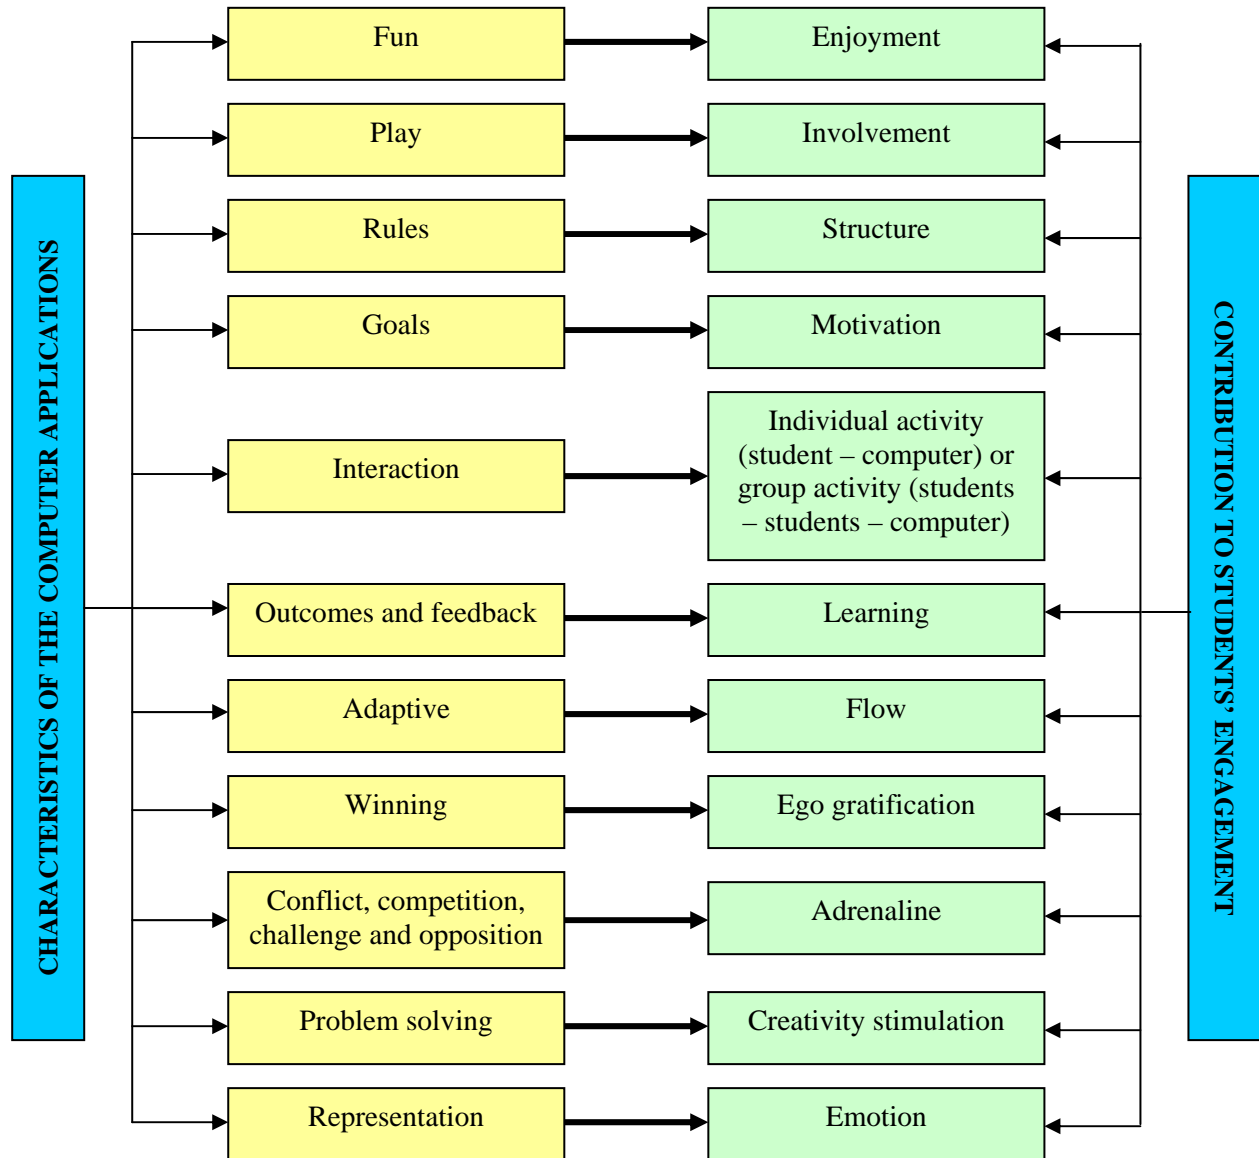 CHARACTERISTICS OF THE COMPUTER APPLICATIONS
Fun
Enjoyment
Play
Involvement
Rules
Structure
Goals
Motivation
Interaction
Individual activity
(student – computer) or
group activity (students
– students – computer)
Outcomes and feedback
Learning
Adaptive
Flow
Winning
Ego gratification
Conflict, competition,
challenge and opposition
Adrenaline
Problem solving
Creativity stimulation
Representation
Emotion
CONTRIBUTION TO STUDENTS’ ENGAGEMENT